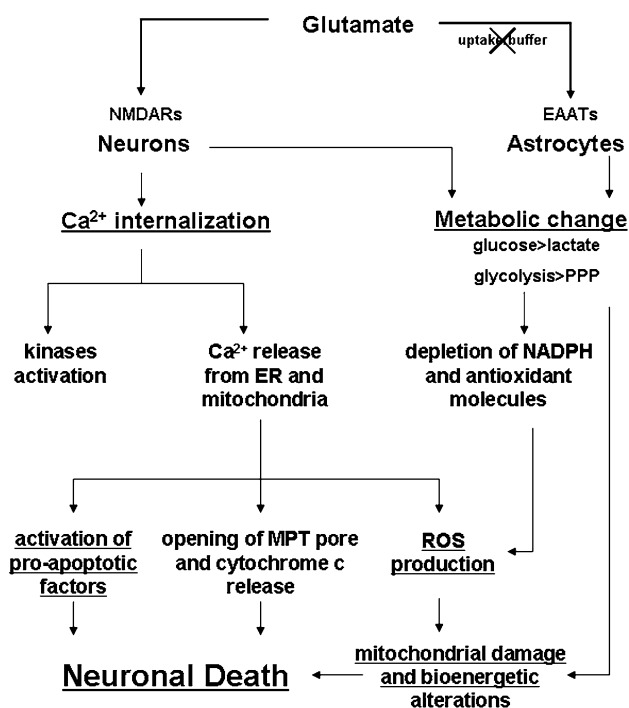 Glutamate
uptake buffer
NMDARs
EAATs
Neurons
Astrocytes
Ca²⁺ internalization
Metabolic change
glucose>lactate
glycolysis>PPP
kinases
activation
Ca²⁺ release
from ER and
mitochondria
depletion of NADPH
and antioxidant
molecules
activation of
pro-apoptotic
factors
opening of MPT pore
and cytochrome c
release
ROS
production
Neuronal Death
mitochondrial damage
and bioenergetic
alterations